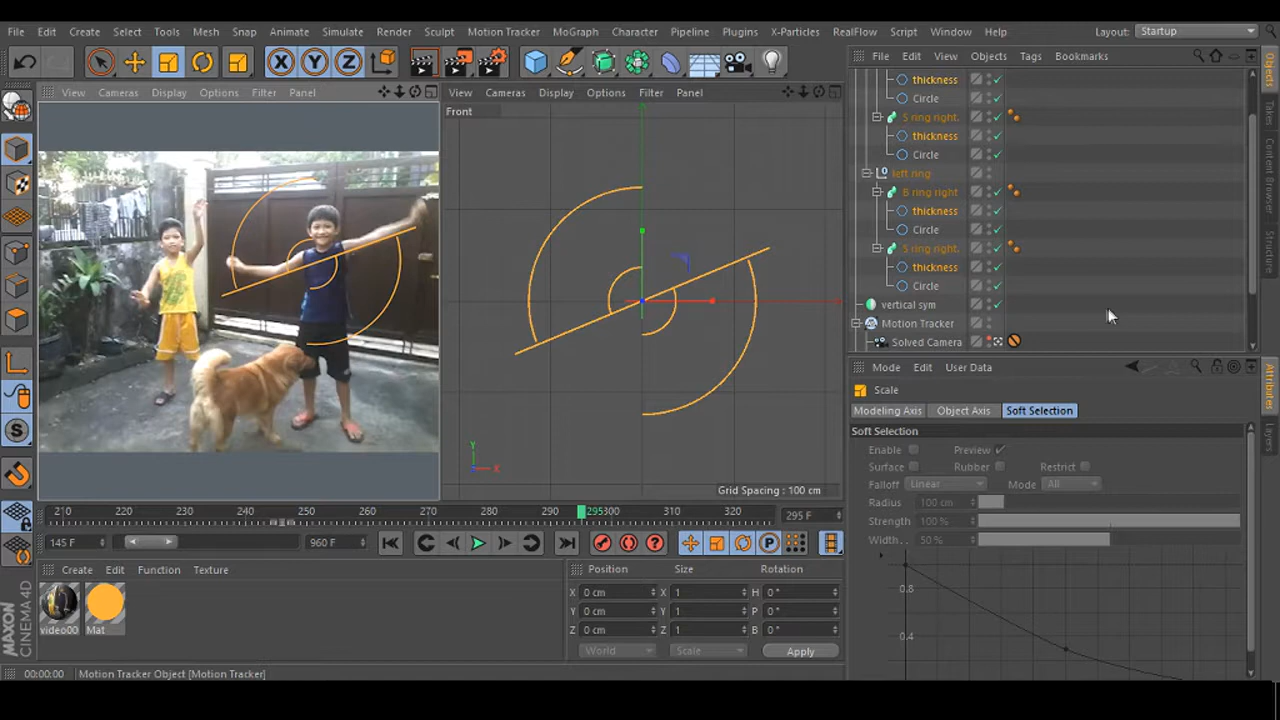 File Edit Create Select Tools Mesh Snap Animate Simulate Render Sculpt Motion Tracker MoGraph Character Pipeline Plugins X-Particles RealFlow Script Window Help Layout: Startup
X Y Z
File Edit View Objects Tags Bookmarks
View Cameras Display Options Filter Panel
View Cameras Display Options Filter Panel
Front
thickness
Circle
S ring right.
thickness
Circle
left ring
B ring right
thickness
Circle
S ring right.
thickness
Circle
vertical sym
Motion Tracker
Solved Camera
Objects
Takes
Content Browser
Structure
Y
X
Grid Spacing : 100 cm
Mode Edit User Data
Scale
Modeling Axis Object Axis Soft Selection
Soft Selection
Enable Preview
Surface Rubber Restrict
Falloff Linear Mode All
Radius 100 cm
Strength 100 %
Width.. 50 %
0.8
0.4
Attributes
Layers
210 220 230 240 250 260 270 280 295 310 320 295 F
145 F 960 F
P
Create Edit Function Texture
video00 Mat
Position Size Rotation
X 0 cm X 1 H 0 °
Y 0 cm Y 1 P 0 °
Z 0 cm Z 1 B 0 °
World Scale Apply
MAXON
CINEMA 4D
00:00:00 Motion Tracker Object [Motion Tracker]